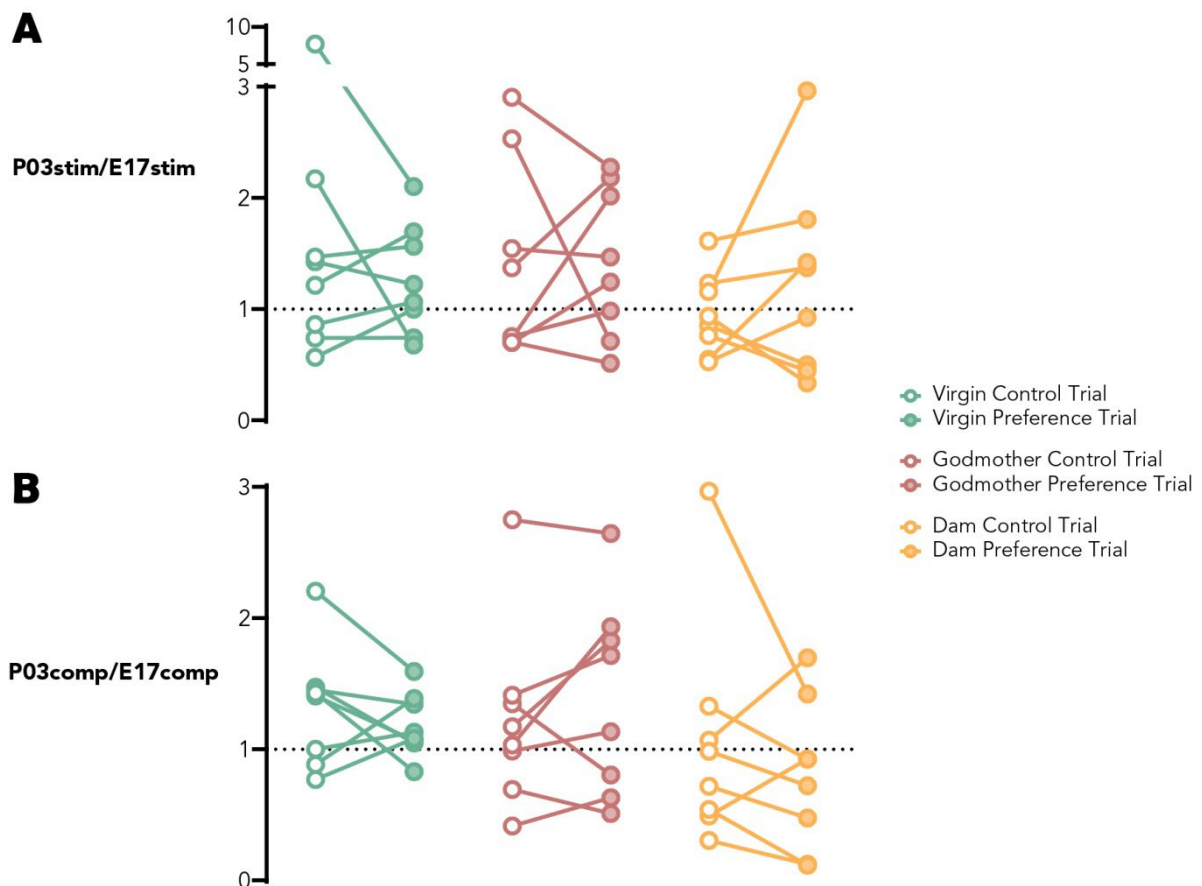 A
10
5
3
P03stim/E17stim
2
1
0
Virgin Control Trial
Virgin Preference Trial
Godmother Control Trial
Godmother Preference Trial
Dam Control Trial
Dam Preference Trial
B
3
2
P03comp/E17comp
1
0